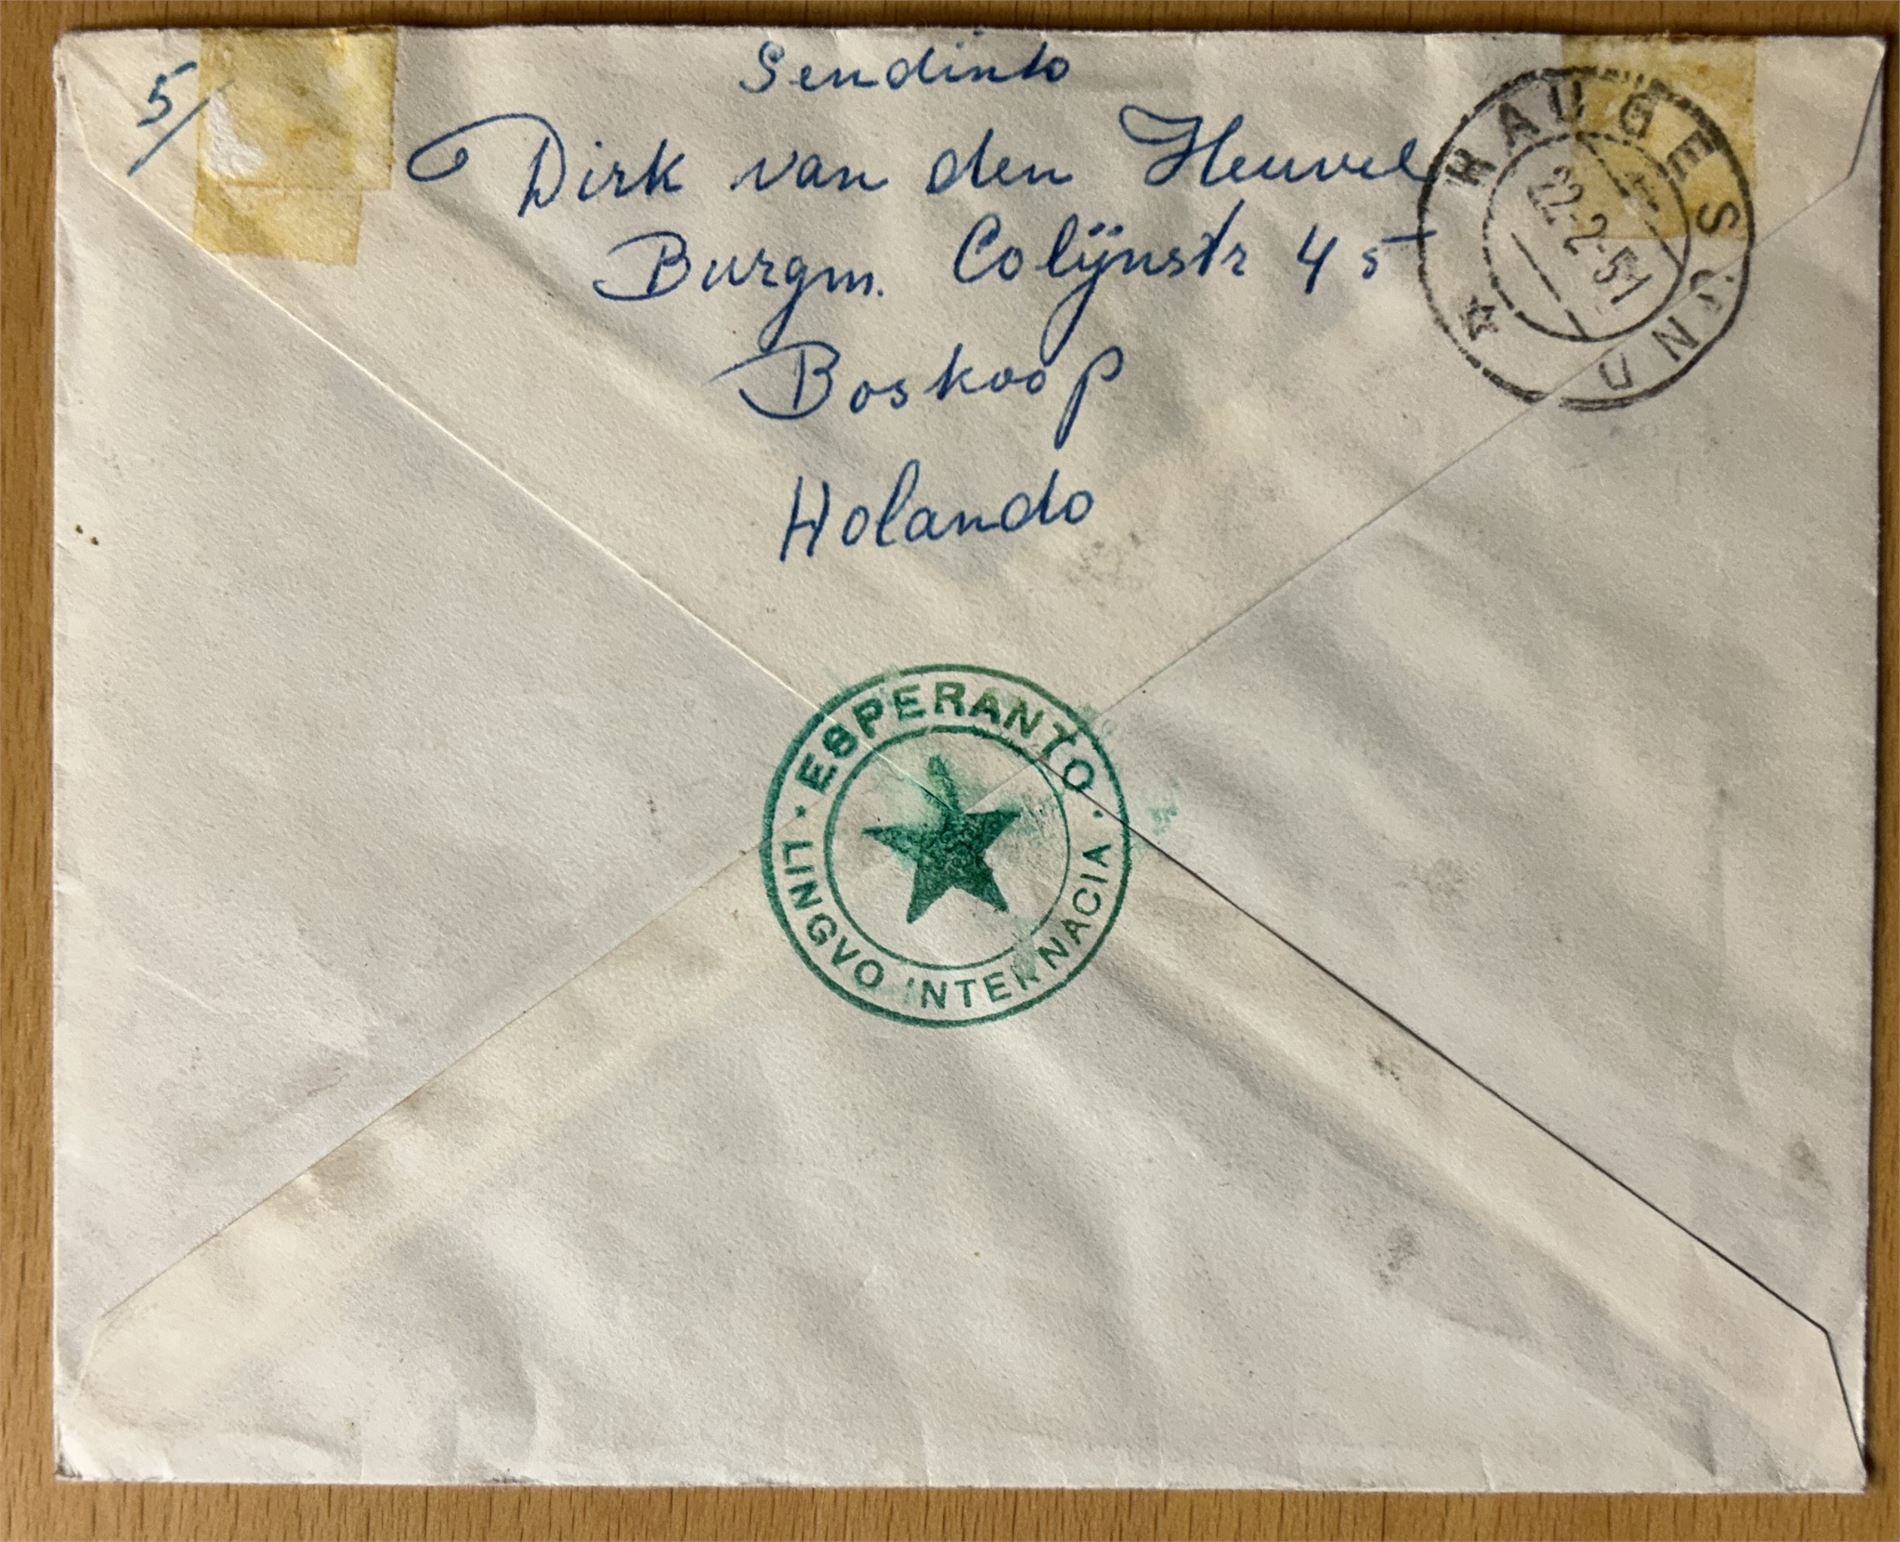 5/
Sendinto
Dirk van den Heuvel
Burgm. Colijnstr 45
Boskoop
Holando
HAUGESUND
22-2-51
ESPERANTO
LINGVO INTERNACIA